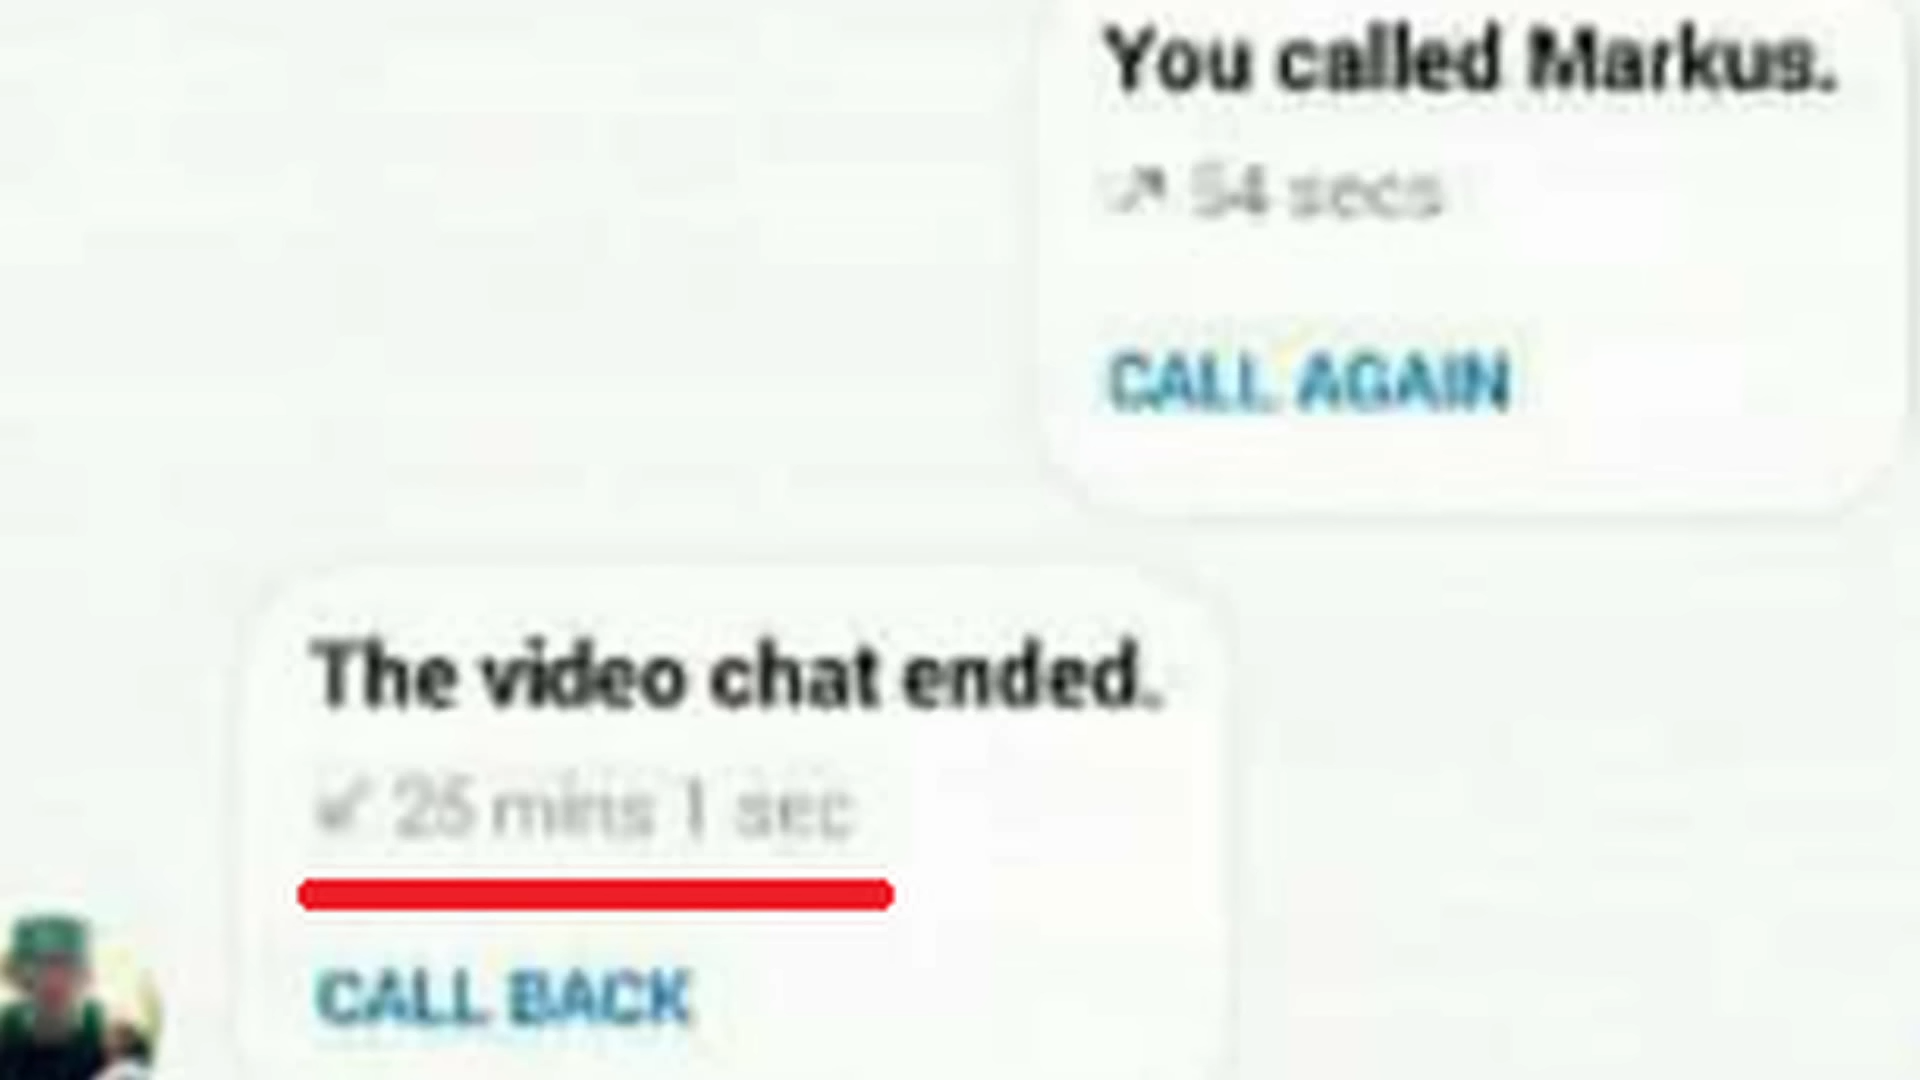 You called Markus.
54 secs
CALL AGAIN
The video chat ended.
25 mins 1 sec
CALL BACK